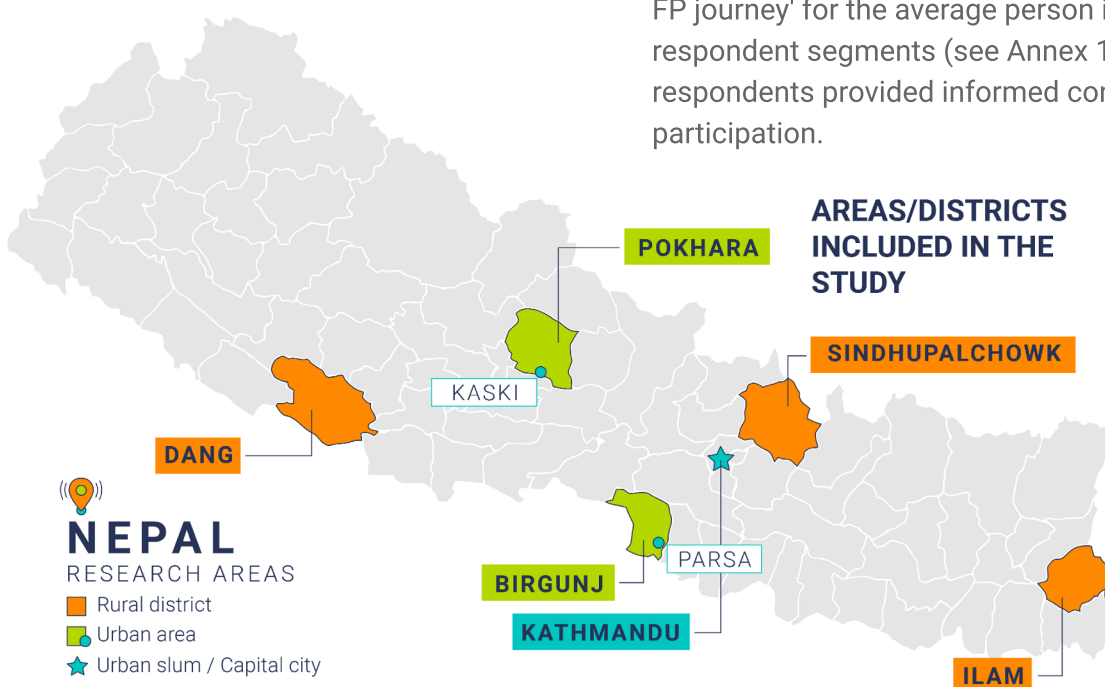 FP journey' for the average person i
respondent segments (see Annex 1
respondents provided informed co
participation.
AREAS/DISTRICTS
INCLUDED IN THE
STUDY
POKHARA
SINDHUPALCHOWK
KASKI
DANG
PARSA
BIRGUNJ
KATHMANDU
ILAM
NEPAL
RESEARCH AREAS
Rural district
Urban area
Urban slum / Capital city